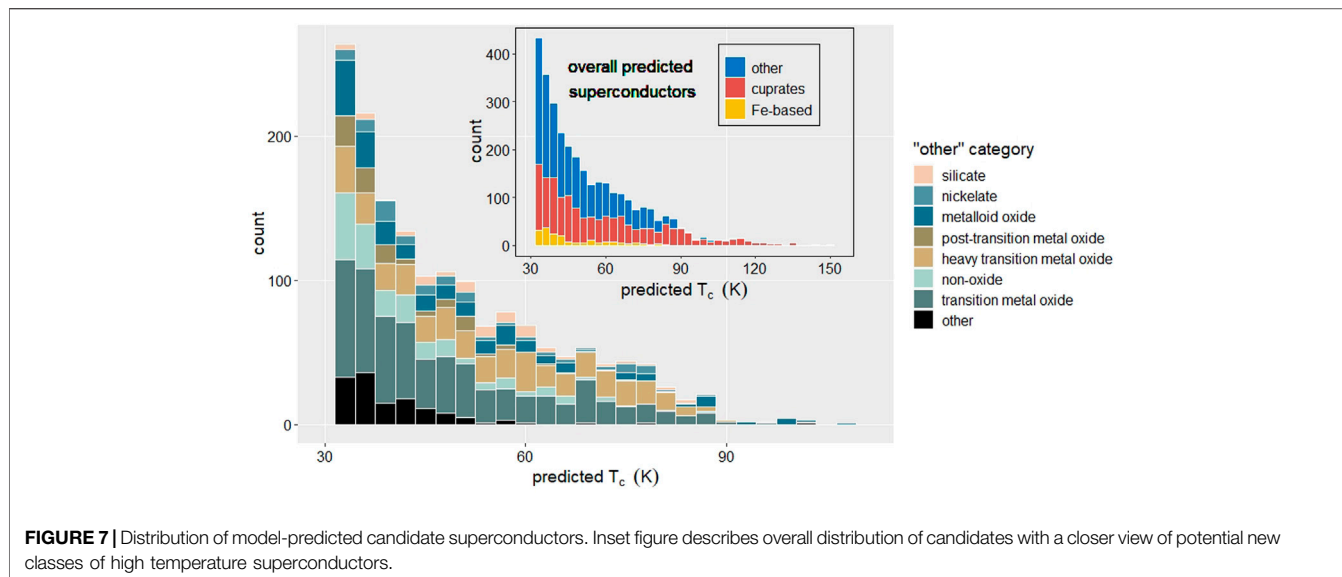 400
300
200
100
0
count
overall predicted
superconductors
other
cuprates
Fe-based
30
60
90
120
150
predicted Tc (K)
200
100
0
count
30
60
90
predicted Tc (K)
"other" category
silicate
nickelate
metalloid oxide
post-transition metal oxide
heavy transition metal oxide
non-oxide
transition metal oxide
other
FIGURE 7 | Distribution of model-predicted candidate superconductors. Inset figure describes overall distribution of candidates with a closer view of potential new
classes of high temperature superconductors.